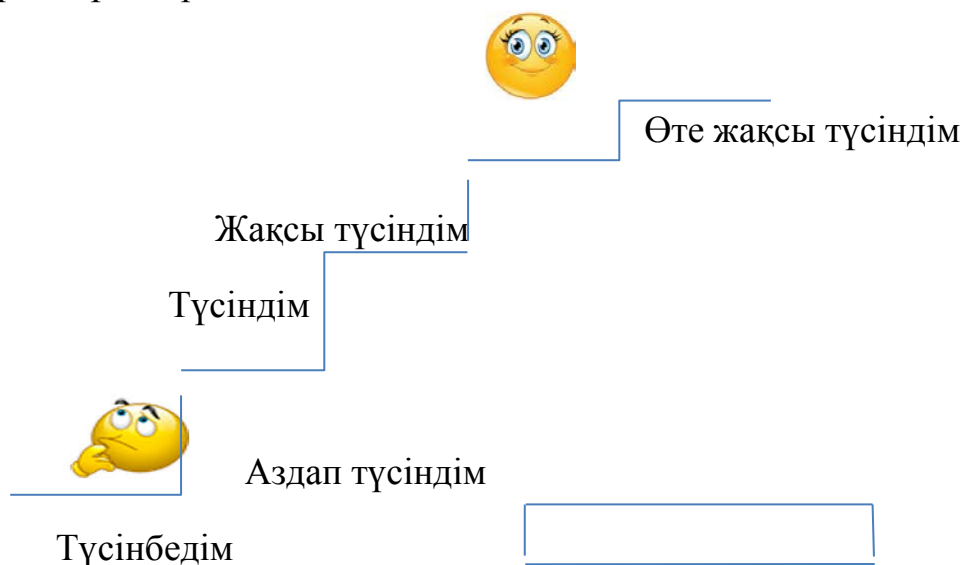 Өте жақсы түсіндім
Жақсы түсіндім
Түсіндім
Аздап түсіндім
Түсінбедім